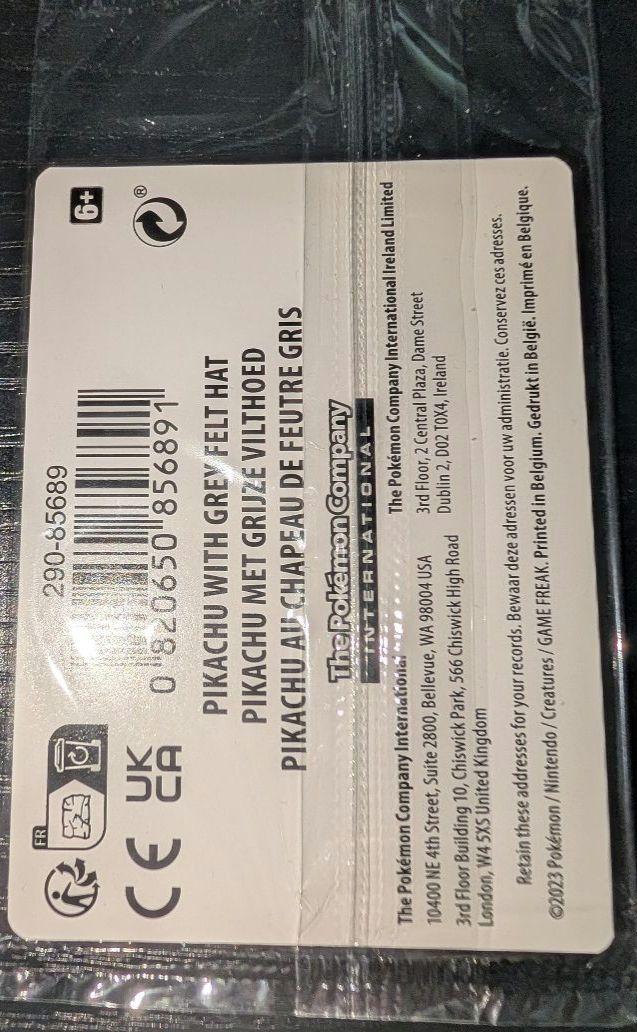 FR
CE
UK
CA
290-85689
0 820650 856891
6+
®
PIKACHU WITH GREY FELT HAT
PIKACHU MET GRIJZE VILTHOED
PIKACHU AU CHAPEAU DE FEUTRE GRIS
The Pokémon Company
INTERNATIONAL
The Pokémon Company International
10400 NE 4th Street, Suite 2800, Bellevue, WA 98004 USA
3rd Floor Building 10, Chiswick Park, 566 Chiswick High Road
London, W4 5XS United Kingdom
The Pokémon Company International Ireland Limited
3rd Floor, 2 Central Plaza, Dame Street
Dublin 2, D02 T0X4, Ireland
Retain these addresses for your records. Bewaar deze adressen voor uw administratie. Conservez ces adresses.
©2023 Pokémon / Nintendo / Creatures / GAME FREAK. Printed in Belgium. Gedrukt in België. Imprimé en Belgique.